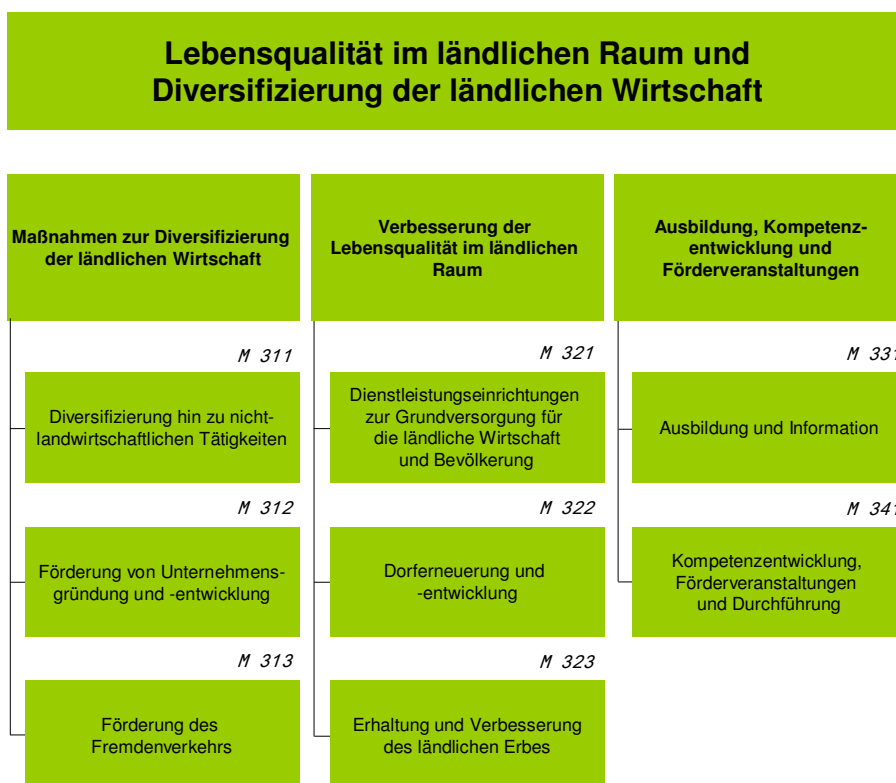 Lebensqualität im ländlichen Raum und
Diversifizierung der ländlichen Wirtschaft
Maßnahmen zur Diversifizierung
der ländlichen Wirtschaft
M 311
Diversifizierung hin zu nicht-
landwirtschaftlichen Tätigkeiten
M 312
Förderung von Unternehmens-
gründung und -entwicklung
M 313
Förderung des
Fremdenverkehrs
Verbesserung der
Lebensqualität im ländlichen
Raum
M 321
Dienstleistungseinrichtungen
zur Grundversorgung für
die ländliche Wirtschaft
und Bevölkerung
M 322
Dorferneuerung und
-entwicklung
M 323
Erhaltung und Verbesserung
des ländlichen Erbes
Ausbildung, Kompetenz-
entwicklung und
Förderveranstaltungen
M 331
Ausbildung und Information
M 341
Kompetenzentwicklung,
Förderveranstaltungen
und Durchführung